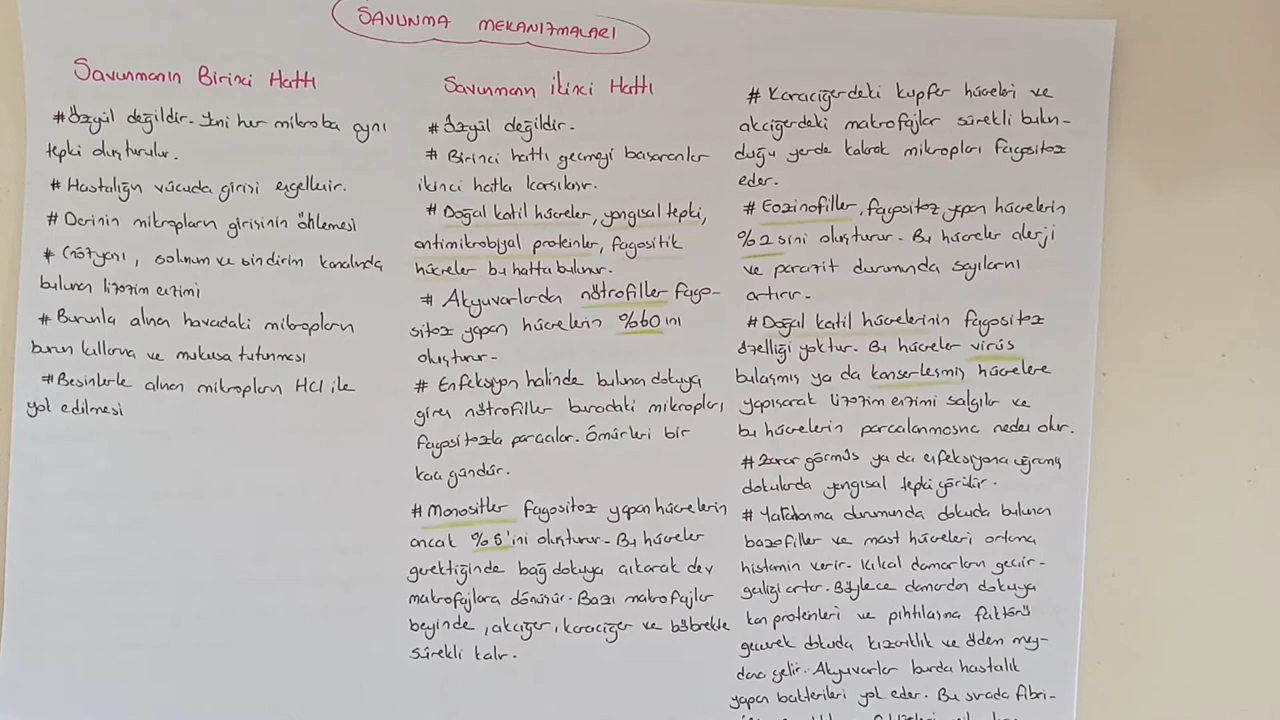 SAVUNMA MEKANIZMALARI
Savunmanın Birinci Hattı
#Özgül değildir. Yani her mikroba aynı
tepki oluşturulur.
#Hastalığın vücuda girişi engellenir.
#Derinin mikropların girişinin önlemesi
#Gözyaşı, solunum ve sindirim kanalında
bulunan lizozim enzimi
#Burunla alınan havadaki mikropların
burun kıllarına ve mukusa tutunması
#Besinlerle alınan mikropların HCl ile
yok edilmesi
Savunmanın ikinci Hattı
#Özgül değildir.
# Birinci hattı geçmeyi başaranlar
ikinci hatla karşılaşır.
#Doğal katil hücreler, yangısal tepki,
antimikrobiyal proteinler, fagositik
hücreler bu hatta bulunur.
# Akyuvarlardan nötrofiller fago-
sitoz yapan hücrelerin %60 ını
oluşturur.
# Enfeksiyon halinde bulunan dokuya
giren nötrofiller buradaki mikropları
fagositozla parçalar. Ömürleri bir
kaç gündür.
#Monositler fagositoz yapan hücrelerin
ancak %5'ini oluşturur. Bu hücreler
gerektiğinde bağ dokuya çıkarak dev
makrofajlara dönüşür. Bazı makrofajlar
beyinde, akciğer, karaciğer ve böbrekte
sürekli kalır.
#Karaciğerdeki kupfer hücreleri ve
akciğerdeki makrofajlar sürekli bulun-
duğu yerde kalarak mikropları fagositoz
eder.
#Eozinofiller, fagositoz yapan hücrelerin
%2 sini oluşturur. Bu hücreler alerji
ve parazit durumunda sayılarını
artırır.
#Doğal katil hücrelerinin fagositoz
özelliği yoktur. Bu hücreler virüs
bulaşmış ya da kanserleşmiş hücrelere
yapışarak lizozim enzimi salgılar ve
bu hücrelerin parçalanmasına neden olur.
#Zarar görmüş ya da enfeksiyona uğramış
dokularda yangısal tepki görülür.
# Yaralanma durumunda dokuda bulunan
bazofiller ve mast hücreleri ortama
histamin verir. Kılcal damarların geçir-
genliği artar. Böylece damardan dokuya
kan proteinleri ve pıhtılaşma faktörü
geçerek dokuda kızarıklık ve ödem mey-
dana gelir. Akyuvarlar burda hastalık
yapan bakterileri yok eder. Bu sırada fibri-